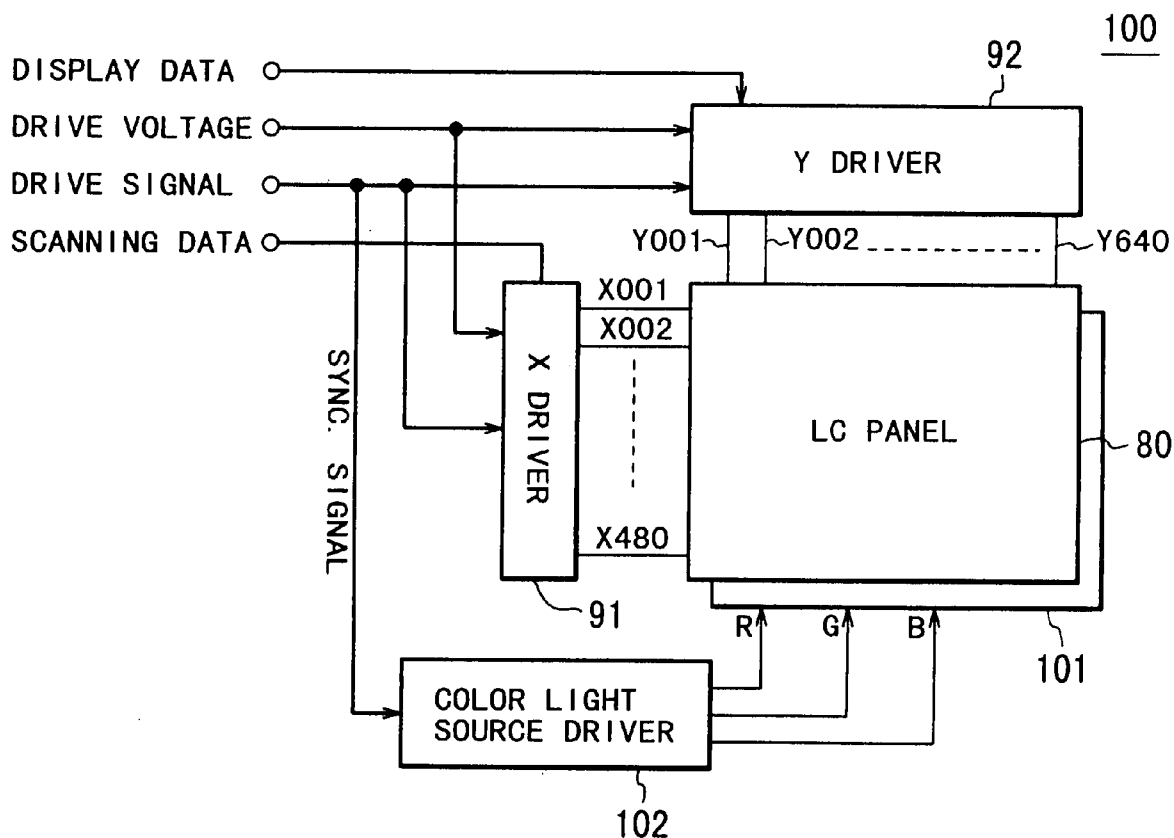 100
DISPLAY DATA
92
DRIVE VOLTAGE
Y DRIVER
DRIVE SIGNAL
SCANNING DATA
Y001
Y002
Y640
X001
X002
SYNC. SIGNAL
X DRIVER
LC PANEL
80
X480
91
R
G
B
101
COLOR LIGHT
SOURCE DRIVER
102